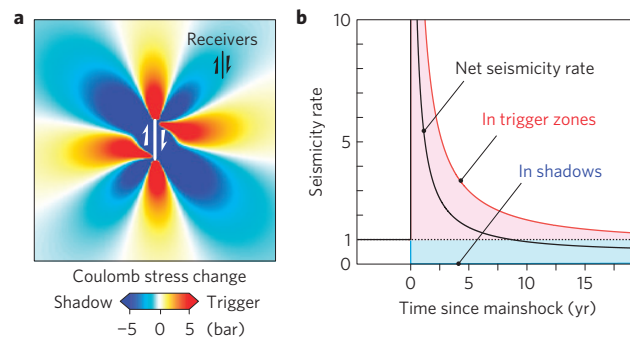 a
Receivers
Coulomb stress change
Shadow
Trigger
−5 0 5 (bar)
b
10
5
1
0
Seismicity rate
Net seismicity rate
In trigger zones
In shadows
0 5 10 15
Time since mainshock (yr)